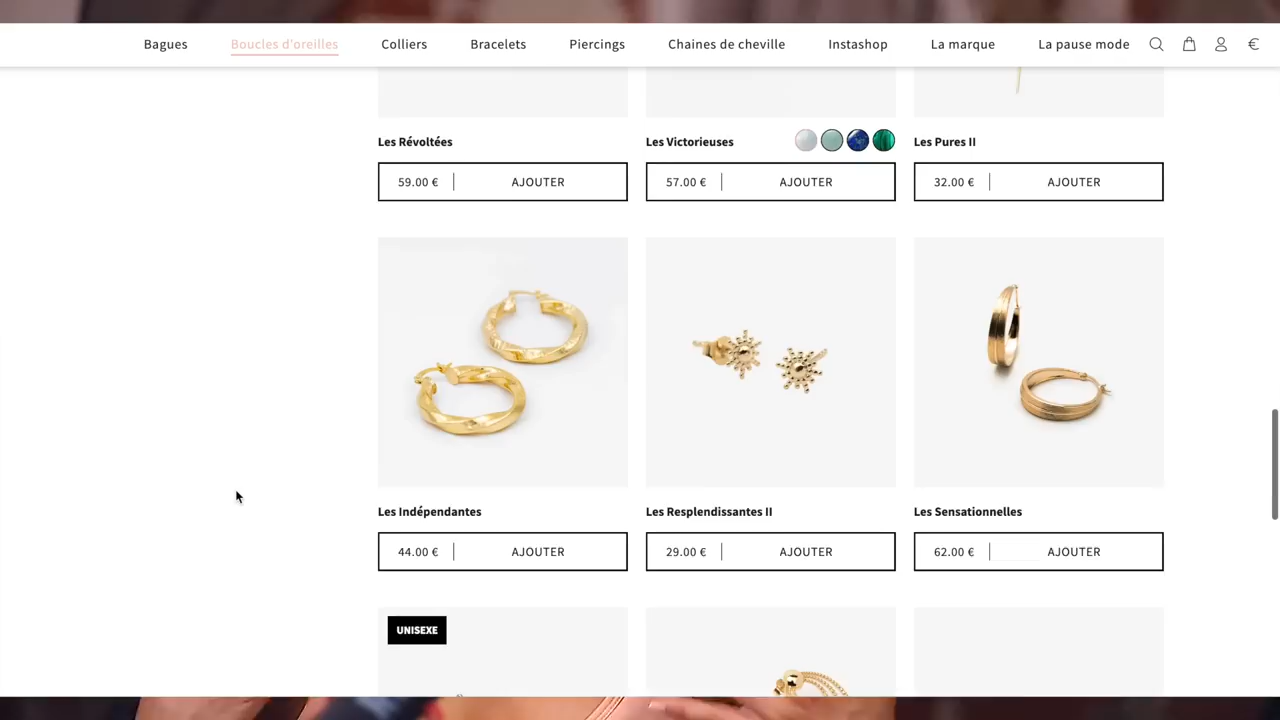 Bagues Boucles d'oreilles Colliers Bracelets Piercings Chaines de cheville Instashop La marque La pause mode €
Les Révoltées
59.00 € AJOUTER
Les Victorieuses
57.00 € AJOUTER
Les Pures II
32.00 € AJOUTER
Les Indépendantes
44.00 € AJOUTER
Les Resplendissantes II
29.00 € AJOUTER
Les Sensationnelles
62.00 € AJOUTER
UNISEXE